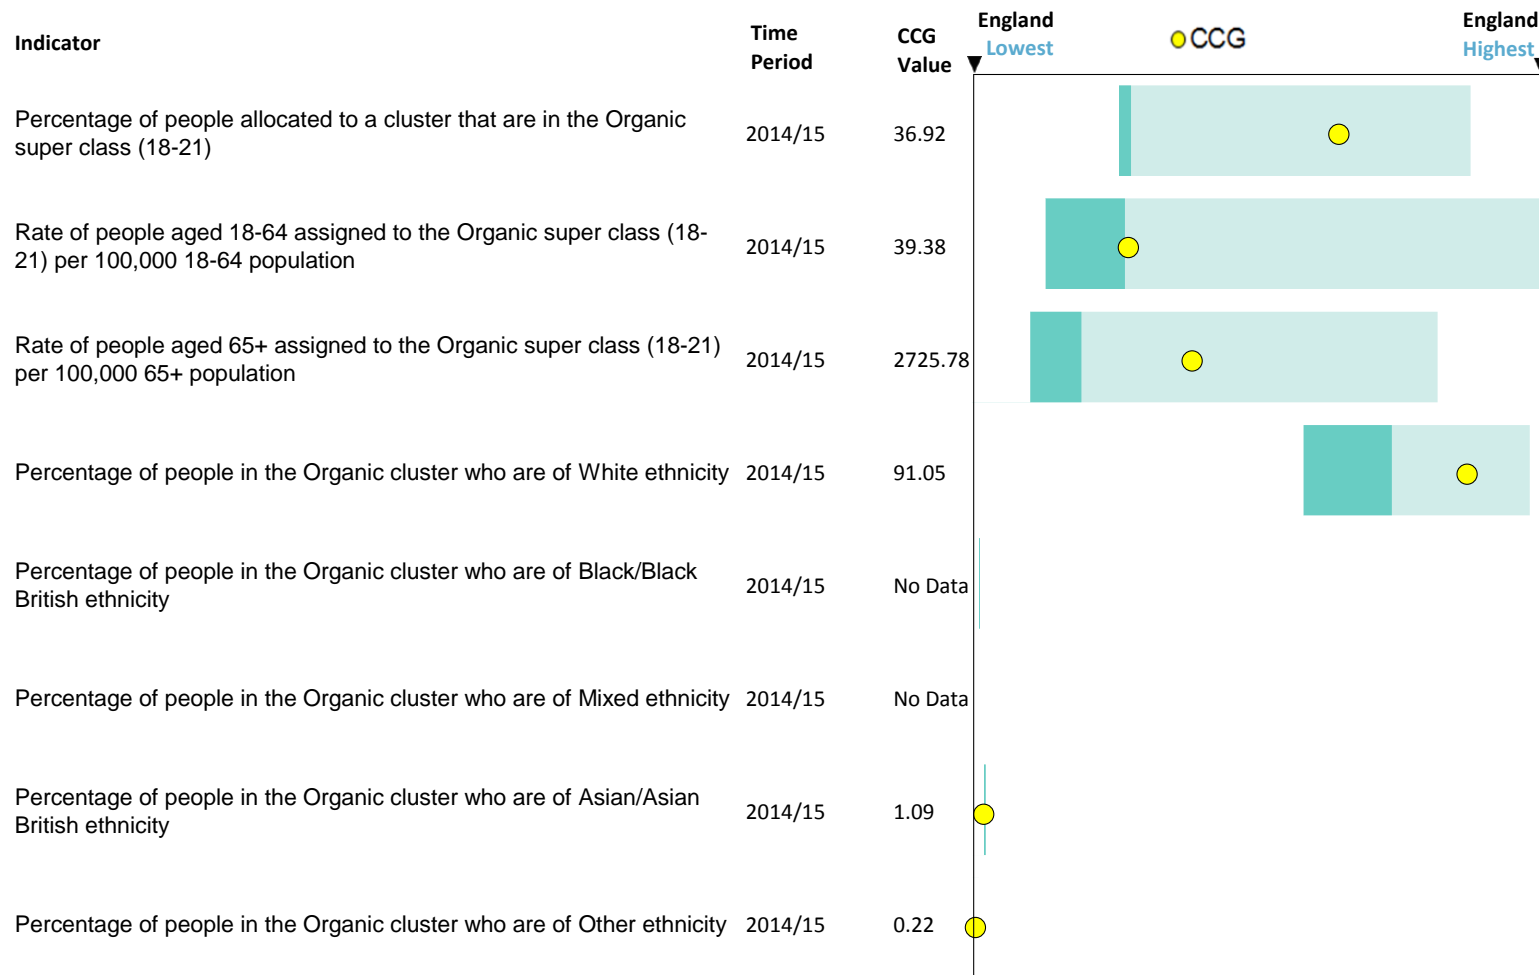 Indicator
Time
Period
CCG
Value
England
Lowest
CCG
England
Highest
Percentage of people allocated to a cluster that are in the Organic
super class (18-21)
2014/15
36.92
Rate of people aged 18-64 assigned to the Organic super class (18-
21) per 100,000 18-64 population
2014/15
39.38
Rate of people aged 65+ assigned to the Organic super class (18-21)
per 100,000 65+ population
2014/15
2725.78
Percentage of people in the Organic cluster who are of White ethnicity
2014/15
91.05
Percentage of people in the Organic cluster who are of Black/Black
British ethnicity
2014/15
No Data
Percentage of people in the Organic cluster who are of Mixed ethnicity
2014/15
No Data
Percentage of people in the Organic cluster who are of Asian/Asian
British ethnicity
2014/15
1.09
Percentage of people in the Organic cluster who are of Other ethnicity
2014/15
0.22